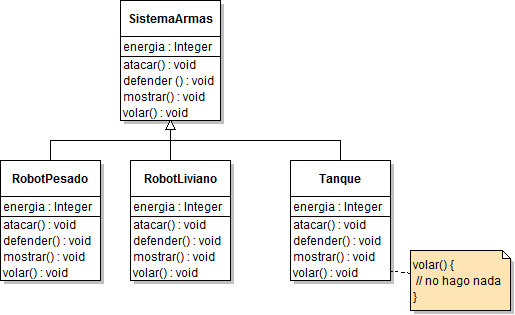 SistemaArmas
energia : Integer
atacar() : void
defender () : void
mostrar() : void
volar() : void
RobotPesado
energia : Integer
atacar() : void
defender() : void
mostrar() : void
volar() : void
RobotLiviano
energia : Integer
atacar() : void
defender() : void
mostrar() : void
volar() : void
Tanque
energia : Integer
atacar() : void
defender() : void
mostrar() : void
volar() : void
volar() {
// no hago nada
}